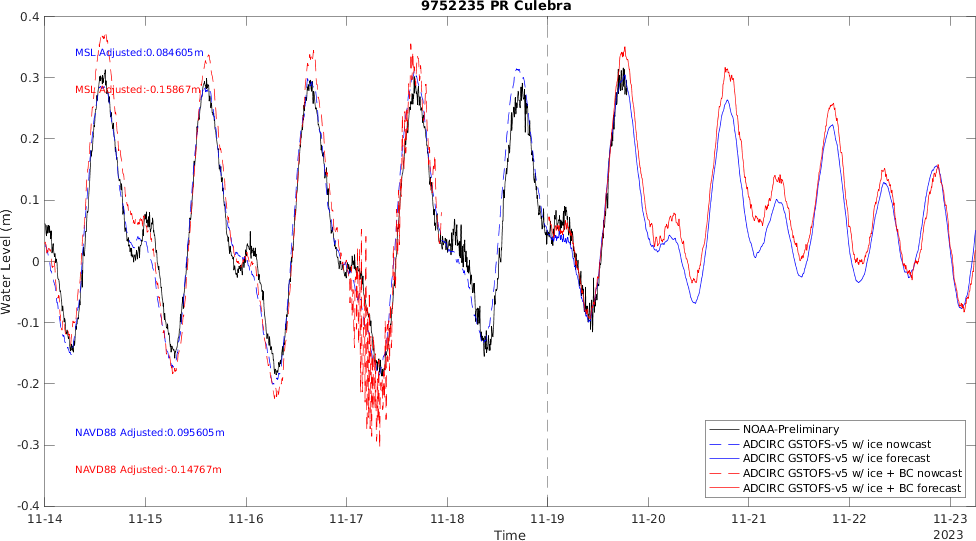 9752235 PR Culebra
0.4
0.3
0.2
0.1
0
-0.1
-0.2
-0.3
-0.4
Water Level (m)
MSL Adjusted:0.084605m
MSL Adjusted:-0.15867m
NAVD88 Adjusted:0.095605m
NAVD88 Adjusted:-0.14767m
NOAA-Preliminary
ADCIRC GSTOFS-v5 w/ ice nowcast
ADCIRC GSTOFS-v5 w/ ice forecast
ADCIRC GSTOFS-v5 w/ ice + BC nowcast
ADCIRC GSTOFS-v5 w/ ice + BC forecast
11-14 11-15 11-16 11-17 11-18 11-19 11-20 11-21 11-22 11-23
2023
Time